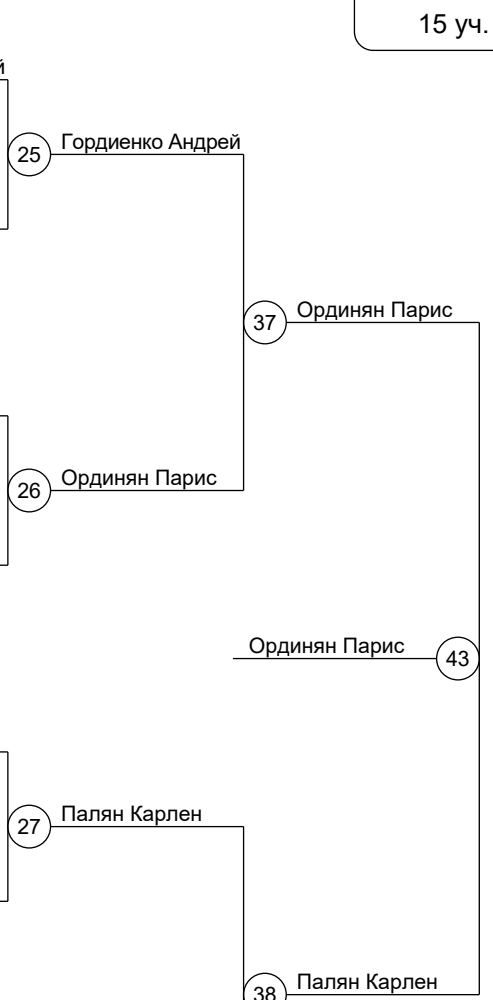 15 уч.
й
25 Гордиенко Андрей
37 Ординян Парис
26 Ординян Парис
Ординян Парис 43
27 Палян Карлен
38 Палян Карлен